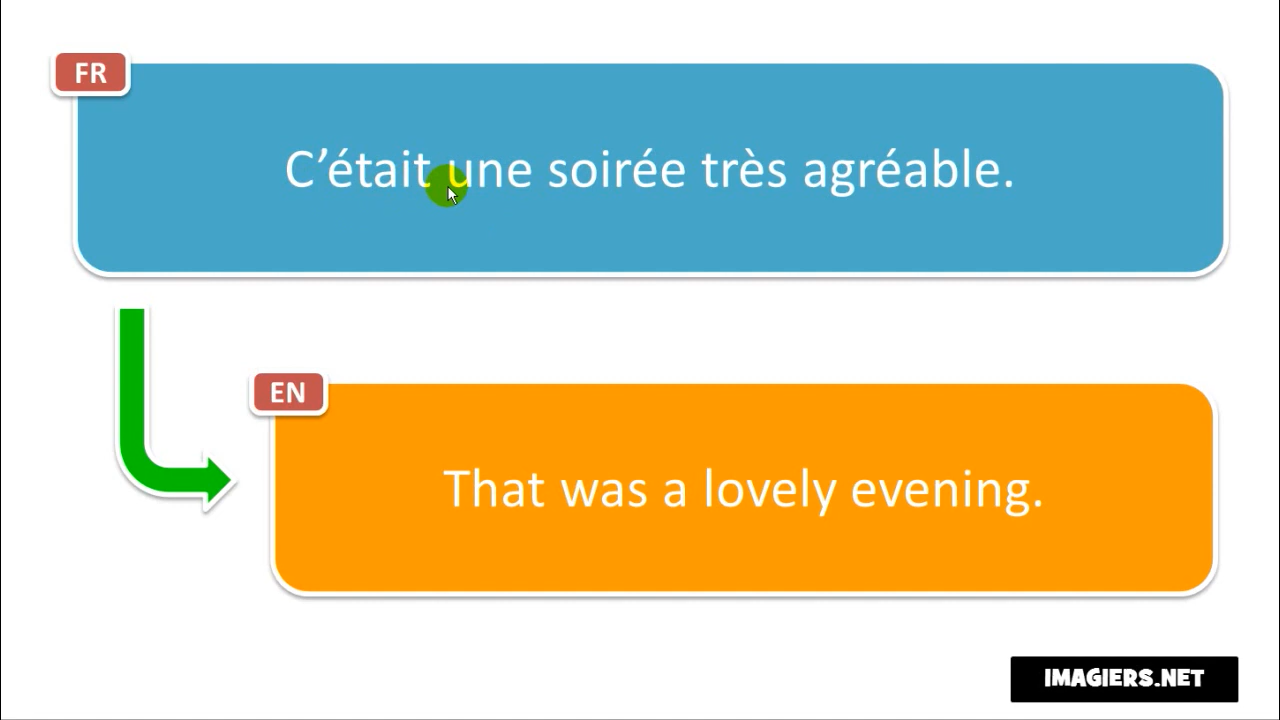 FR
C’était une soirée très agréable.
EN
That was a lovely evening.
IMAGIERS.NET